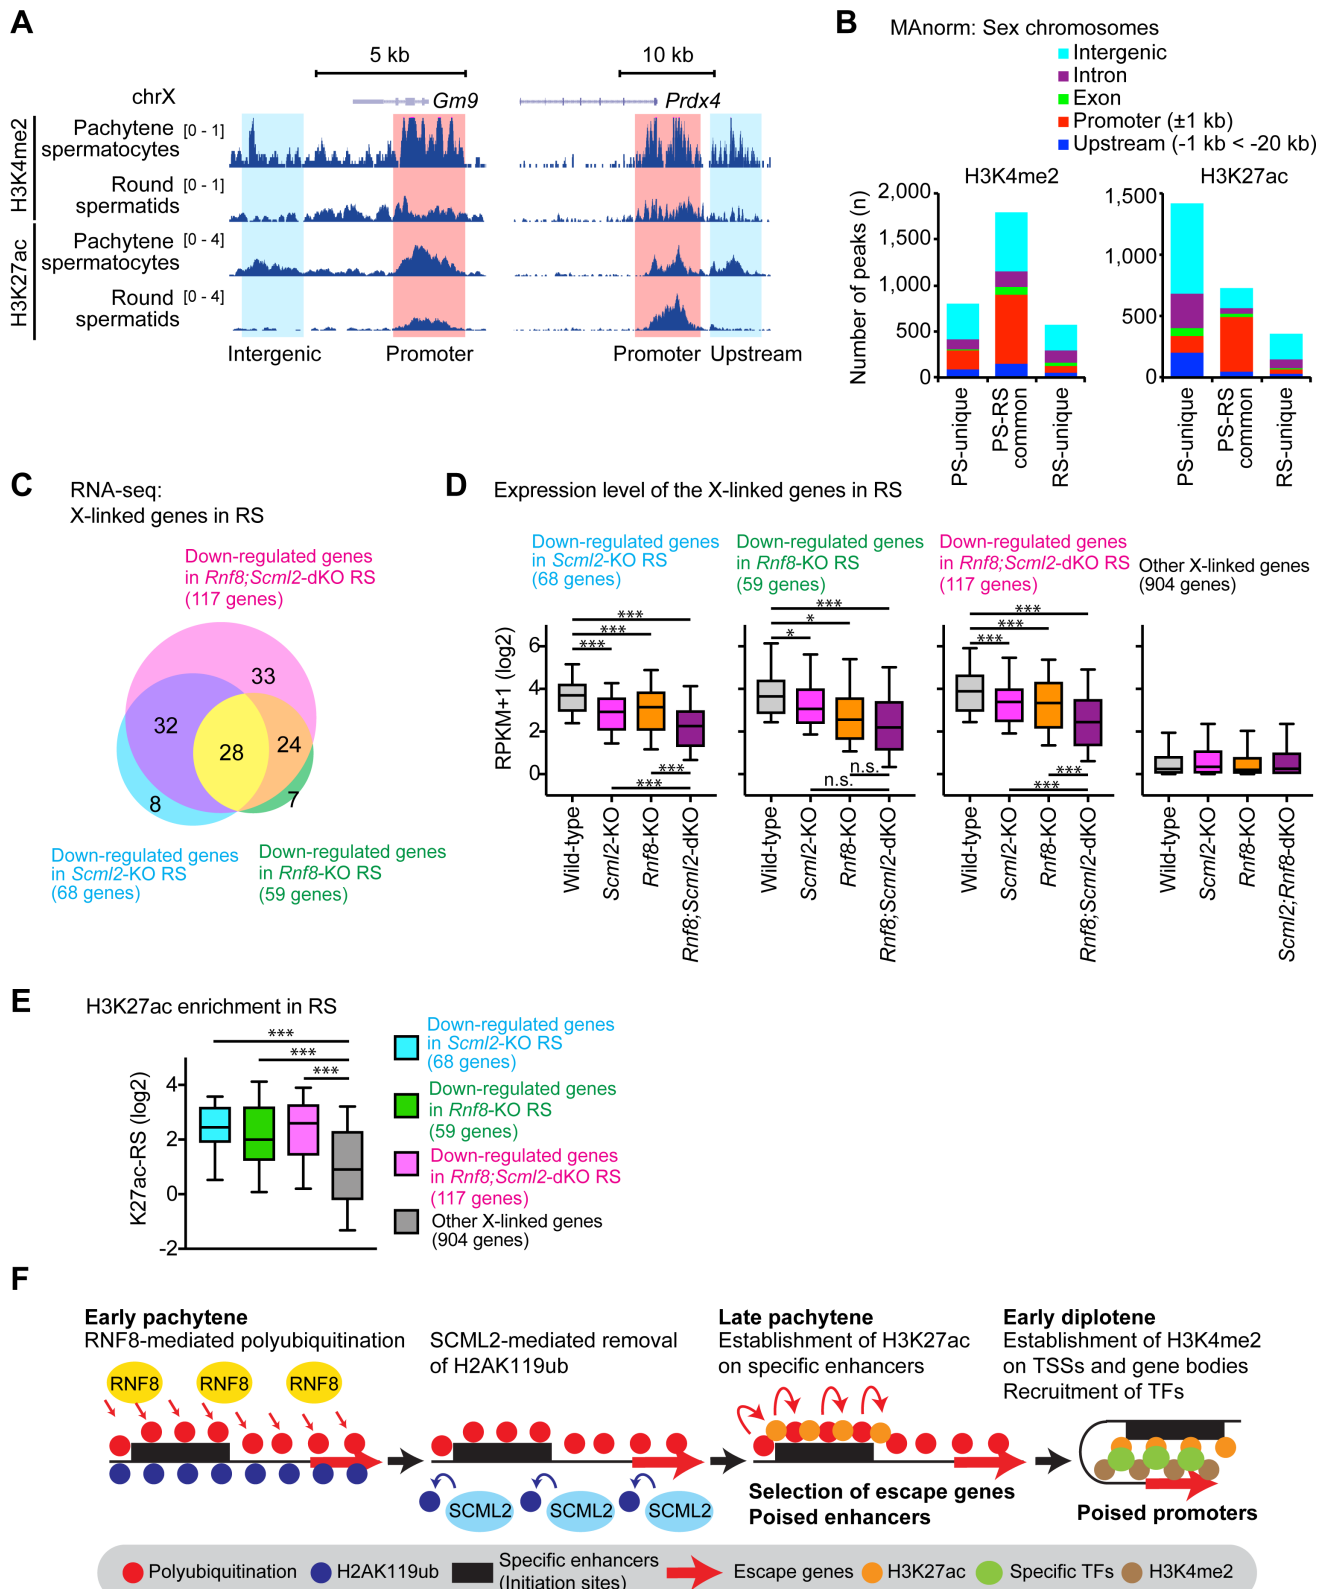 A
5 kb
10 kb
chrX
Gm9
Prdx4
H3K4me2
Pachytene
spermatocytes
[0 - 1]
Round
spermatids
[0 - 1]
H3K27ac
Pachytene
spermatocytes
[0 - 4]
Round
spermatids
[0 - 4]
Intergenic
Promoter
Promoter
Upstream
B
MAnorm: Sex chromosomes
Intergenic
Intron
Exon
Promoter (±1 kb)
Upstream (-1 kb < -20 kb)
H3K4me2
Number of peaks (n)
2,000
1,500
1,000
500
0
PS-unique
PS-RS
common
RS-unique
H3K27ac
1,500
1,000
500
0
PS-unique
PS-RS
common
RS-unique
C
RNA-seq:
X-linked genes in RS
Down-regulated genes
in Rnf8;Scml2-dKO RS
(117 genes)
33
32
28
24
8
7
Down-regulated genes
in Scml2-KO RS
(68 genes)
Down-regulated genes
in Rnf8-KO RS
(59 genes)
D
Expression level of the X-linked genes in RS
Down-regulated genes
in Scml2-KO RS
(68 genes)
Down-regulated genes
in Rnf8-KO RS
(59 genes)
Down-regulated genes
in Rnf8;Scml2-dKO RS
(117 genes)
Other X-linked genes
(904 genes)
RPKM+1 (log2)
6
4
2
0
***
***
***
***
***
***
*
*
n.s.
n.s.
***
***
***
***
***
Wild-type
Scml2-KO
Rnf8-KO
Rnf8;Scml2-dKO
Wild-type
Scml2-KO
Rnf8-KO
Rnf8;Scml2-dKO
Wild-type
Scml2-KO
Rnf8-KO
Rnf8;Scml2-dKO
Wild-type
Scml2-KO
Rnf8-KO
Scml2;Rnf8-dKO
E
H3K27ac enrichment in RS
K27ac-RS (log2)
4
2
0
-2
***
***
***
Down-regulated genes
in Scml2-KO RS
(68 genes)
Down-regulated genes
in Rnf8-KO RS
(59 genes)
Down-regulated genes
in Rnf8;Scml2-dKO RS
(117 genes)
Other X-linked genes
(904 genes)
F
Early pachytene
RNF8-mediated polyubiquitination
RNF8
RNF8
RNF8
SCML2-mediated removal
of H2AK119ub
SCML2
SCML2
SCML2
Late pachytene
Establishment of H3K27ac
on specific enhancers
Selection of escape genes
Poised enhancers
Early diplotene
Establishment of H3K4me2
on TSSs and gene bodies
Recruitment of TFs
Poised promoters
Polyubiquitination
H2AK119ub
Specific enhancers
(Initiation sites)
Escape genes
H3K27ac
Specific TFs
H3K4me2